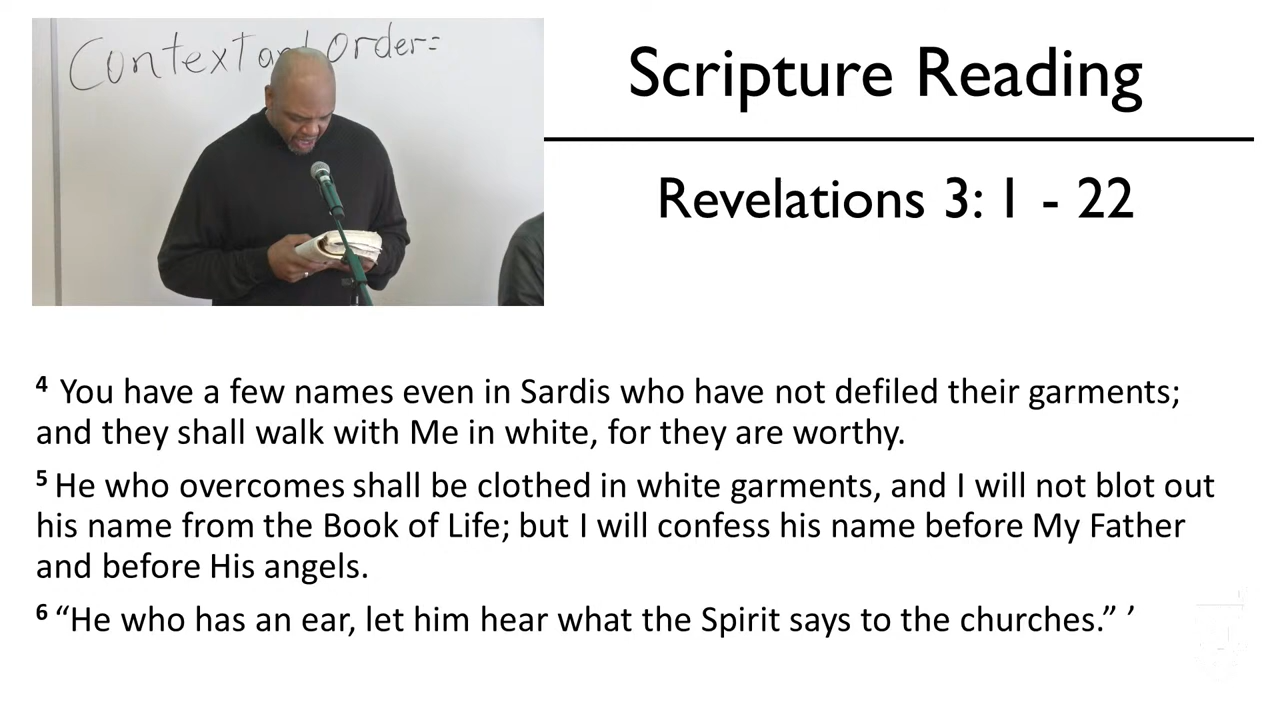 Context and Order:
Scripture Reading
Revelations 3: 1 - 22
4 You have a few names even in Sardis who have not defiled their garments;
and they shall walk with Me in white, for they are worthy.
5 He who overcomes shall be clothed in white garments, and I will not blot out
his name from the Book of Life; but I will confess his name before My Father
and before His angels.
6 “He who has an ear, let him hear what the Spirit says to the churches.” ’